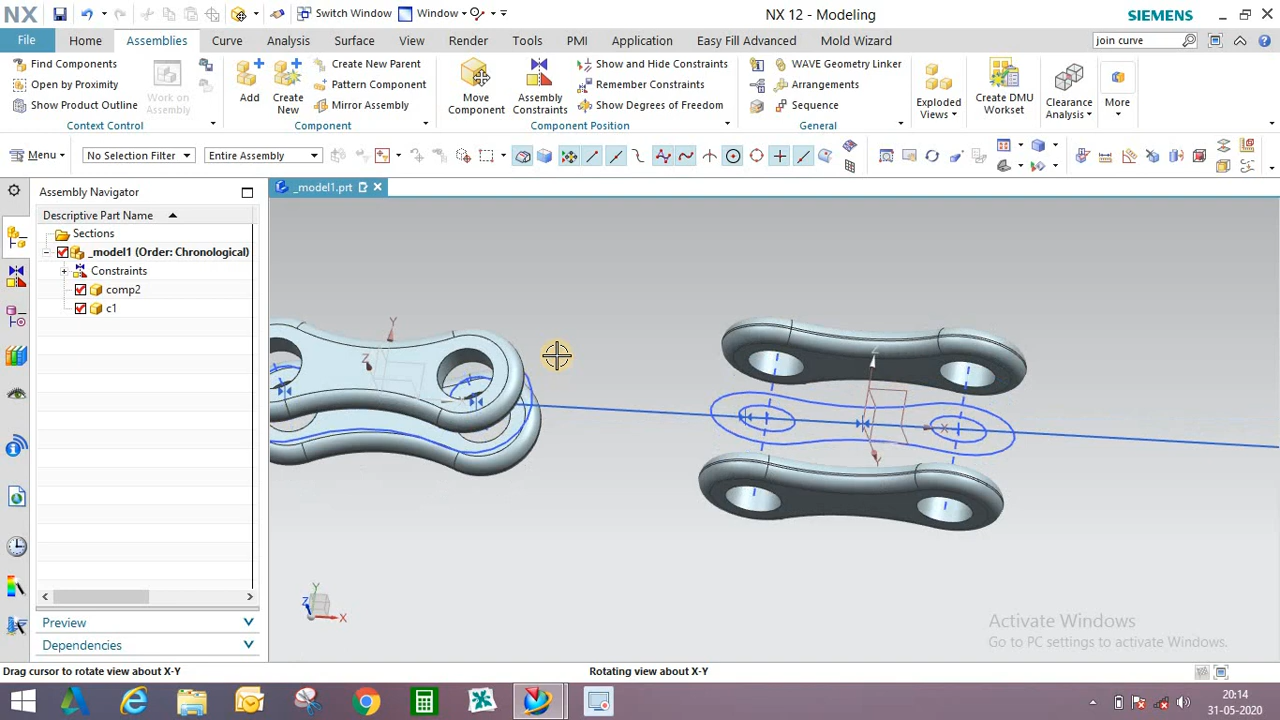 NX
Switch Window
Window
NX 12 - Modeling
SIEMENS
File
Home
Assemblies
Curve
Analysis
Surface
View
Render
Tools
PMI
Application
Easy Fill Advanced
Mold Wizard
join curve
Find Components
Open by Proximity
Show Product Outline
Work on Assembly
Context Control
Add
Create New
Create New Parent
Pattern Component
Mirror Assembly
Component
Move Component
Assembly Constraints
Show and Hide Constraints
Remember Constraints
Show Degrees of Freedom
Component Position
WAVE Geometry Linker
Arrangements
Sequence
General
Exploded Views
Create DMU Workset
Clearance Analysis
More
Menu
No Selection Filter
Entire Assembly
Assembly Navigator
_model1.prt
Descriptive Part Name
Sections
_model1 (Order: Chronological)
Constraints
comp2
c1
Y
Z
Z
X
Y
Y
Z
X
Preview
Dependencies
Activate Windows
Go to PC settings to activate Windows.
Drag cursor to rotate view about X-Y
Rotating view about X-Y
20:14
31-05-2020